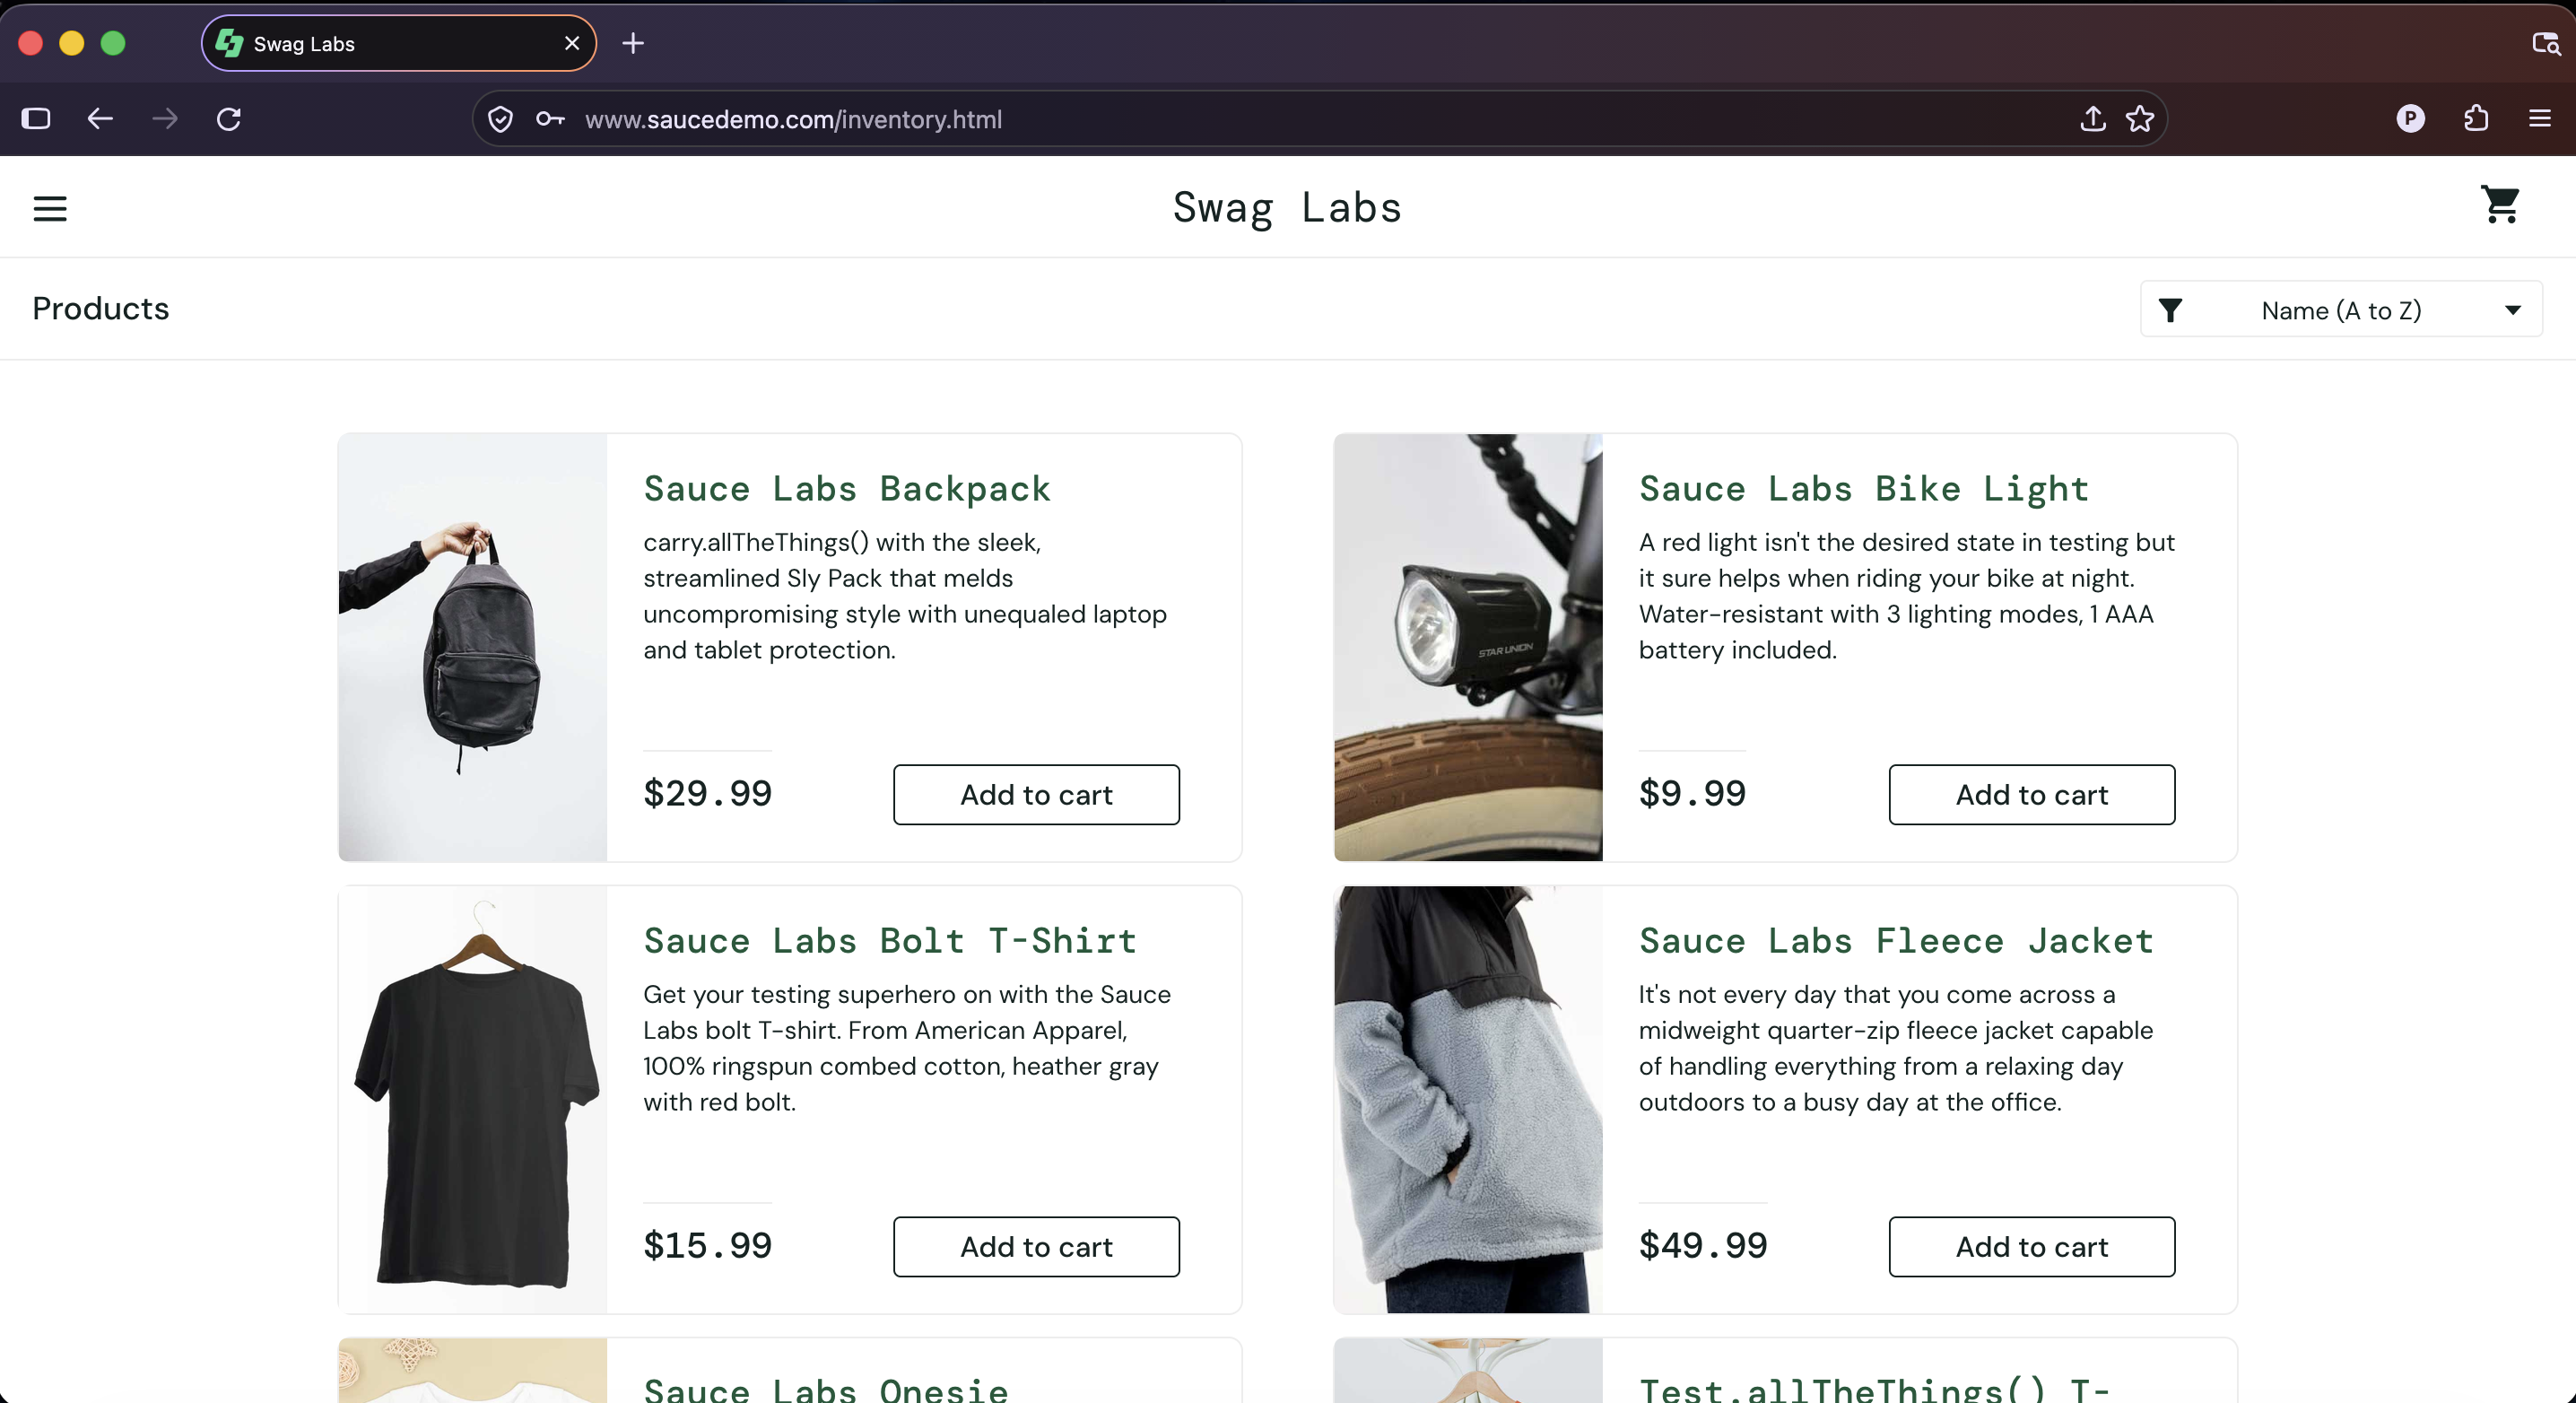 Swag Labs
www.saucedemo.com/inventory.html
P
Swag Labs
Products
Name (A to Z)
Sauce Labs Backpack
carry.allTheThings() with the sleek,
streamlined Sly Pack that melds
uncompromising style with unequaled laptop
and tablet protection.
$29.99
Add to cart
Sauce Labs Bike Light
A red light isn't the desired state in testing but
it sure helps when riding your bike at night.
Water-resistant with 3 lighting modes, 1 AAA
battery included.
STAR UNION
$9.99
Add to cart
Sauce Labs Bolt T-Shirt
Get your testing superhero on with the Sauce
Labs bolt T-shirt. From American Apparel,
100% ringspun combed cotton, heather gray
with red bolt.
$15.99
Add to cart
Sauce Labs Fleece Jacket
It's not every day that you come across a
midweight quarter-zip fleece jacket capable
of handling everything from a relaxing day
outdoors to a busy day at the office.
$49.99
Add to cart
Sauce Labs Onesie
Test.allTheThings() T-